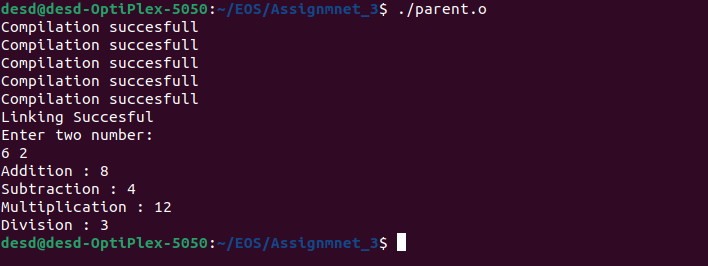 desd@desd-OptiPlex-5050:~/EOS/Assignmnet_3$ ./parent.o
Compilation succesfull
Compilation succesfull
Compilation succesfull
Compilation succesfull
Compilation succesfull
Linking Succesful
Enter two number:
6 2
Addition : 8
Subtraction : 4
Multiplication : 12
Division : 3
desd@desd-OptiPlex-5050:~/EOS/Assignmnet_3$